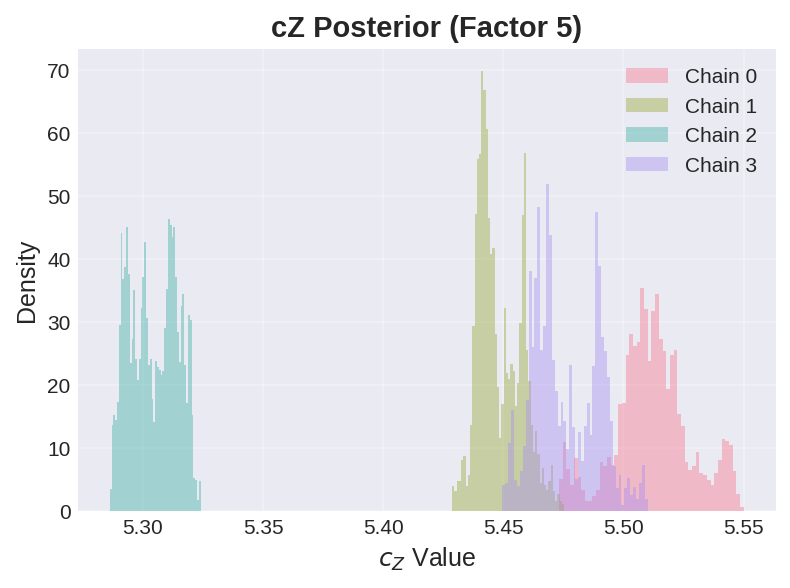 cZ Posterior (Factor 5)
Chain 0
Chain 1
Chain 2
Chain 3
Density
70
60
50
40
30
20
10
0
5.30 5.35 5.40 5.45 5.50 5.55
c_Z Value